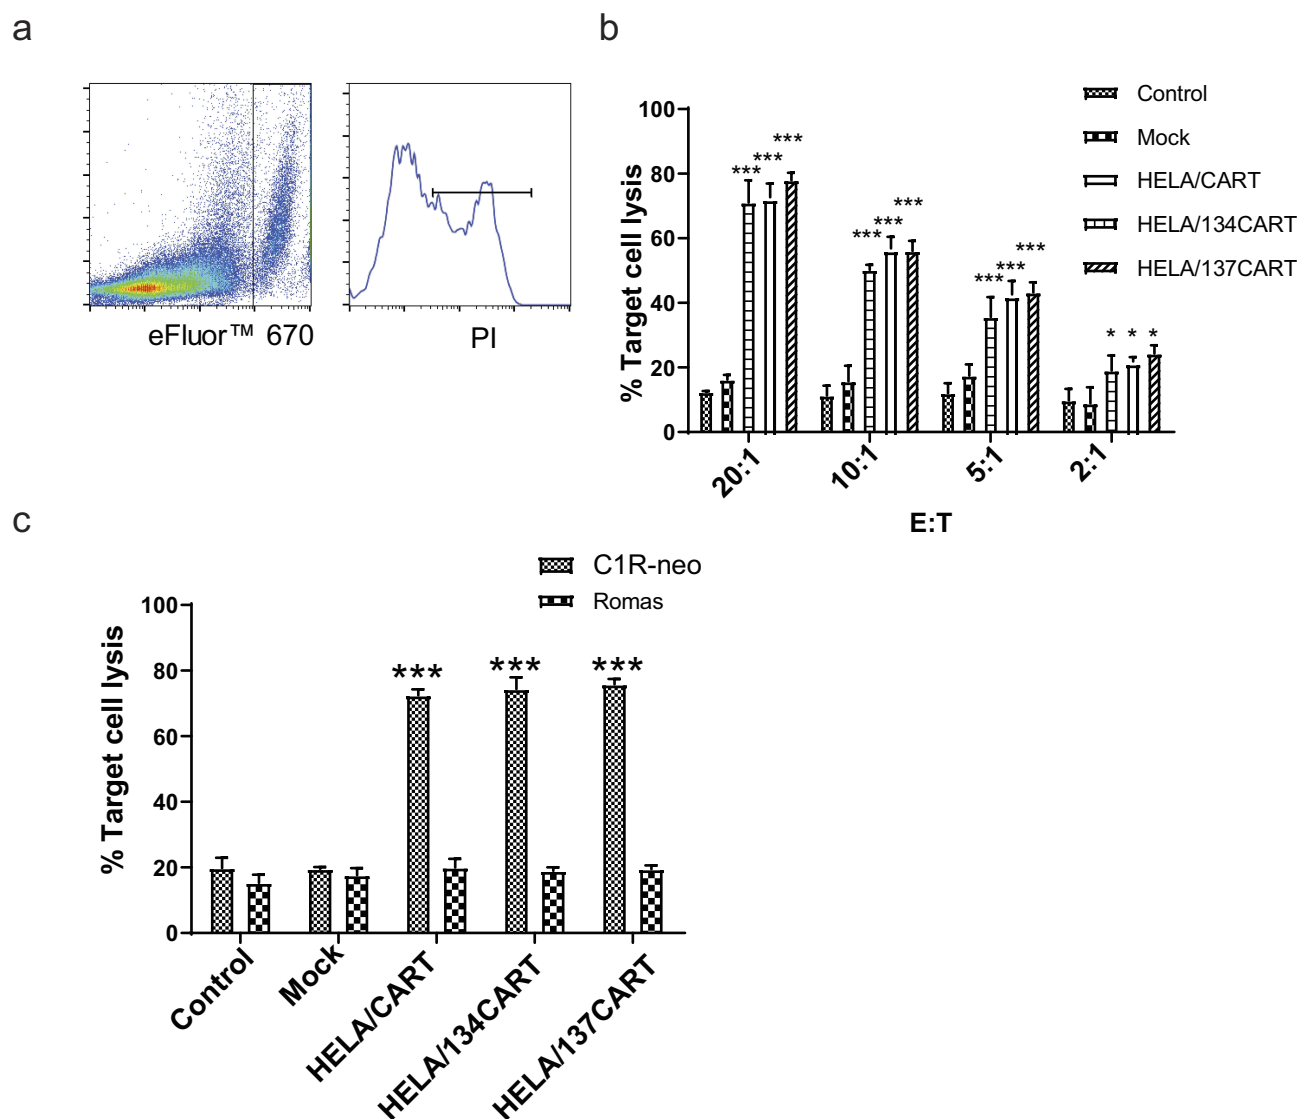 a
eFluor™ 670
PI
b
% Target cell lysis
100
80
60
40
20
0
***
***
***
***
***
***
***
***
***
*
*
*
20:1
10:1
5:1
2:1
E:T
Control
Mock
HELA/CART
HELA/134CART
HELA/137CART
c
C1R-neo
Romas
% Target cell lysis
100
80
60
40
20
0
***
***
***
Control
Mock
HELA/CART
HELA/134CART
HELA/137CART